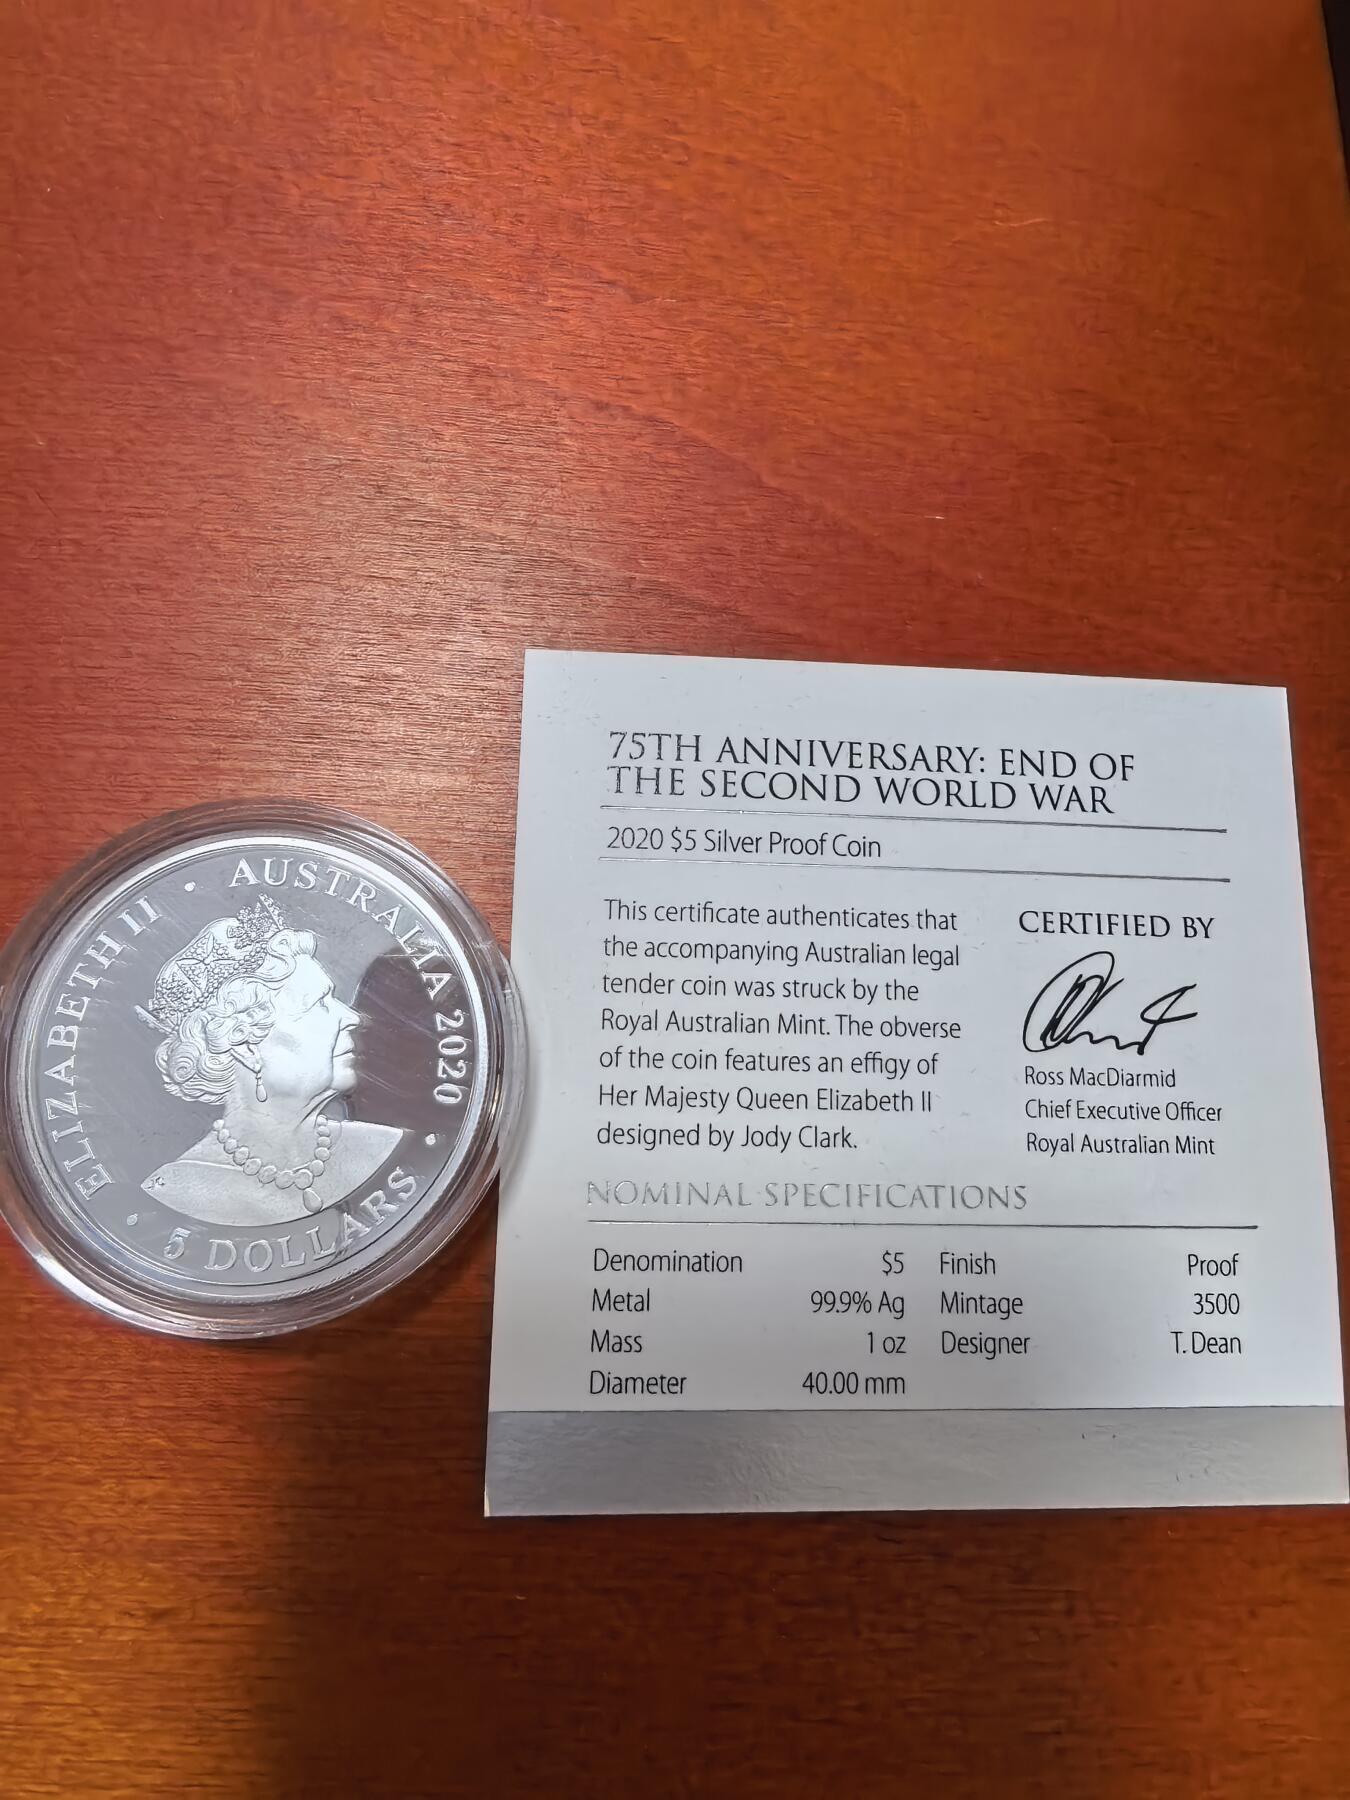 ELIZABETH II • AUSTRALIA 2020 •
5 DOLLARS •
JC
75TH ANNIVERSARY: END OF
THE SECOND WORLD WAR
2020 $5 Silver Proof Coin
This certificate authenticates that
the accompanying Australian legal
tender coin was struck by the
Royal Australian Mint. The obverse
of the coin features an effigy of
Her Majesty Queen Elizabeth II
designed by Jody Clark.
CERTIFIED BY
Ross MacDiarmid
Chief Executive Officer
Royal Australian Mint
NOMINAL SPECIFICATIONS
Denomination $5 Finish Proof
Metal 99.9% Ag Mintage 3500
Mass 1 oz Designer T. Dean
Diameter 40.00 mm